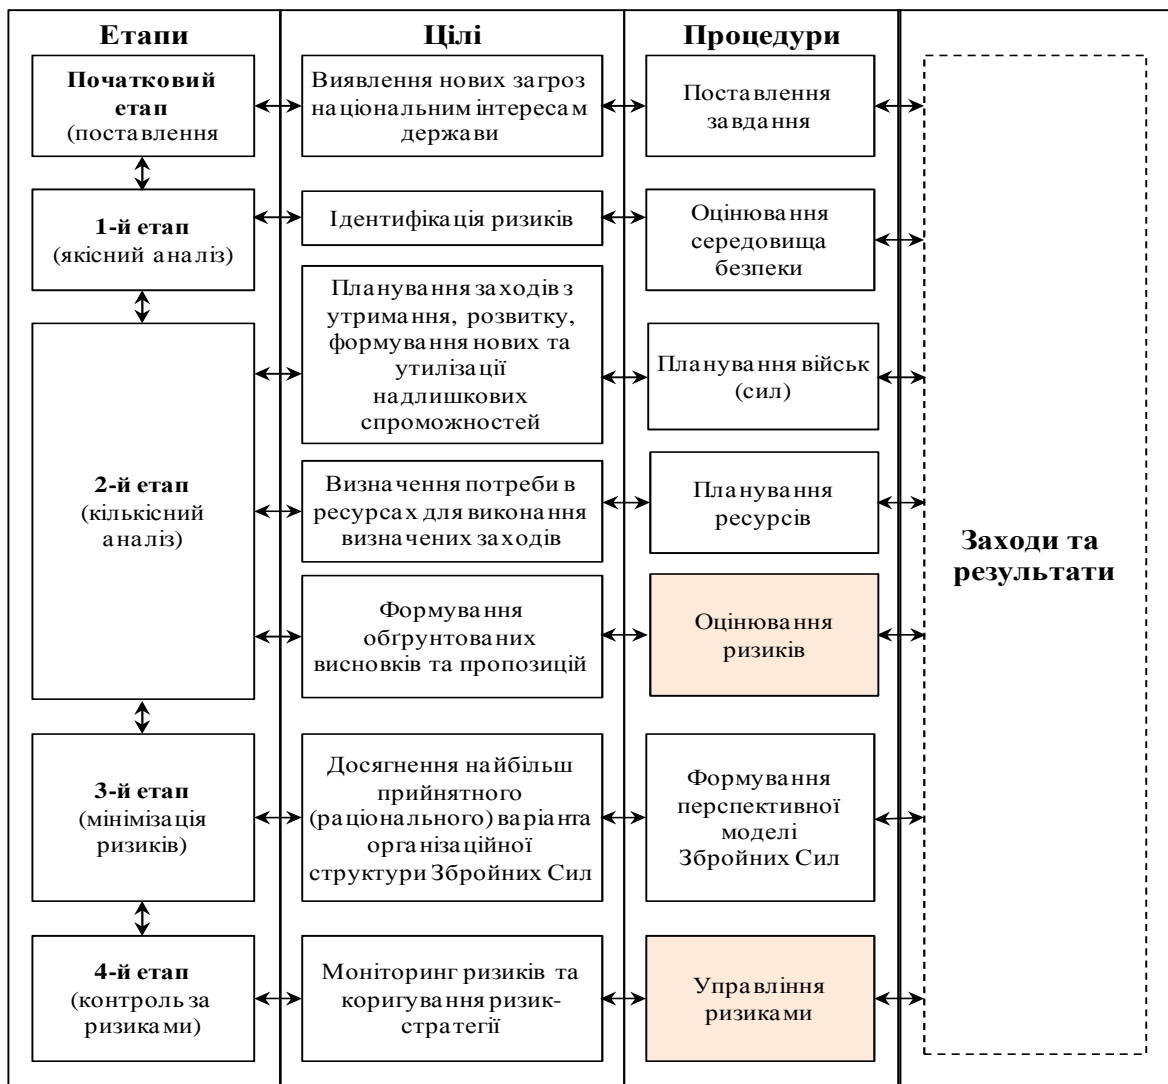 Етапи
Цілі
Процедури
Початковий
етап
(поставлення
Виявлення нових загроз
національним інтересам
держави
Поставлення
завдання
1-й етап
(якісний аналіз)
Ідентифікація ризиків
Оцінювання
середовища
безпеки
2-й етап
(кількісний
аналіз)
Планування заходів з
утримання, розвитку,
формування нових та
утилізації
надлишкових
спроможностей
Планування військ
(сил)
Визначення потреби в
ресурсах для виконання
визначених заходів
Планування
ресурсів
Формування
обґрунтованих
висновків та пропозицій
Оцінювання
ризиків
3-й етап
(мінімізація
ризиків)
Досягнення найбільш
прийнятного
(раціонального) варіанта
організаційної
структури Збройних Сил
Формування
перспективної
моделі
Збройних Сил
4-й етап
(контроль за
ризиками)
Моніторинг ризиків та
коригування ризик-
стратегії
Управління
ризиками
Заходи та
результати